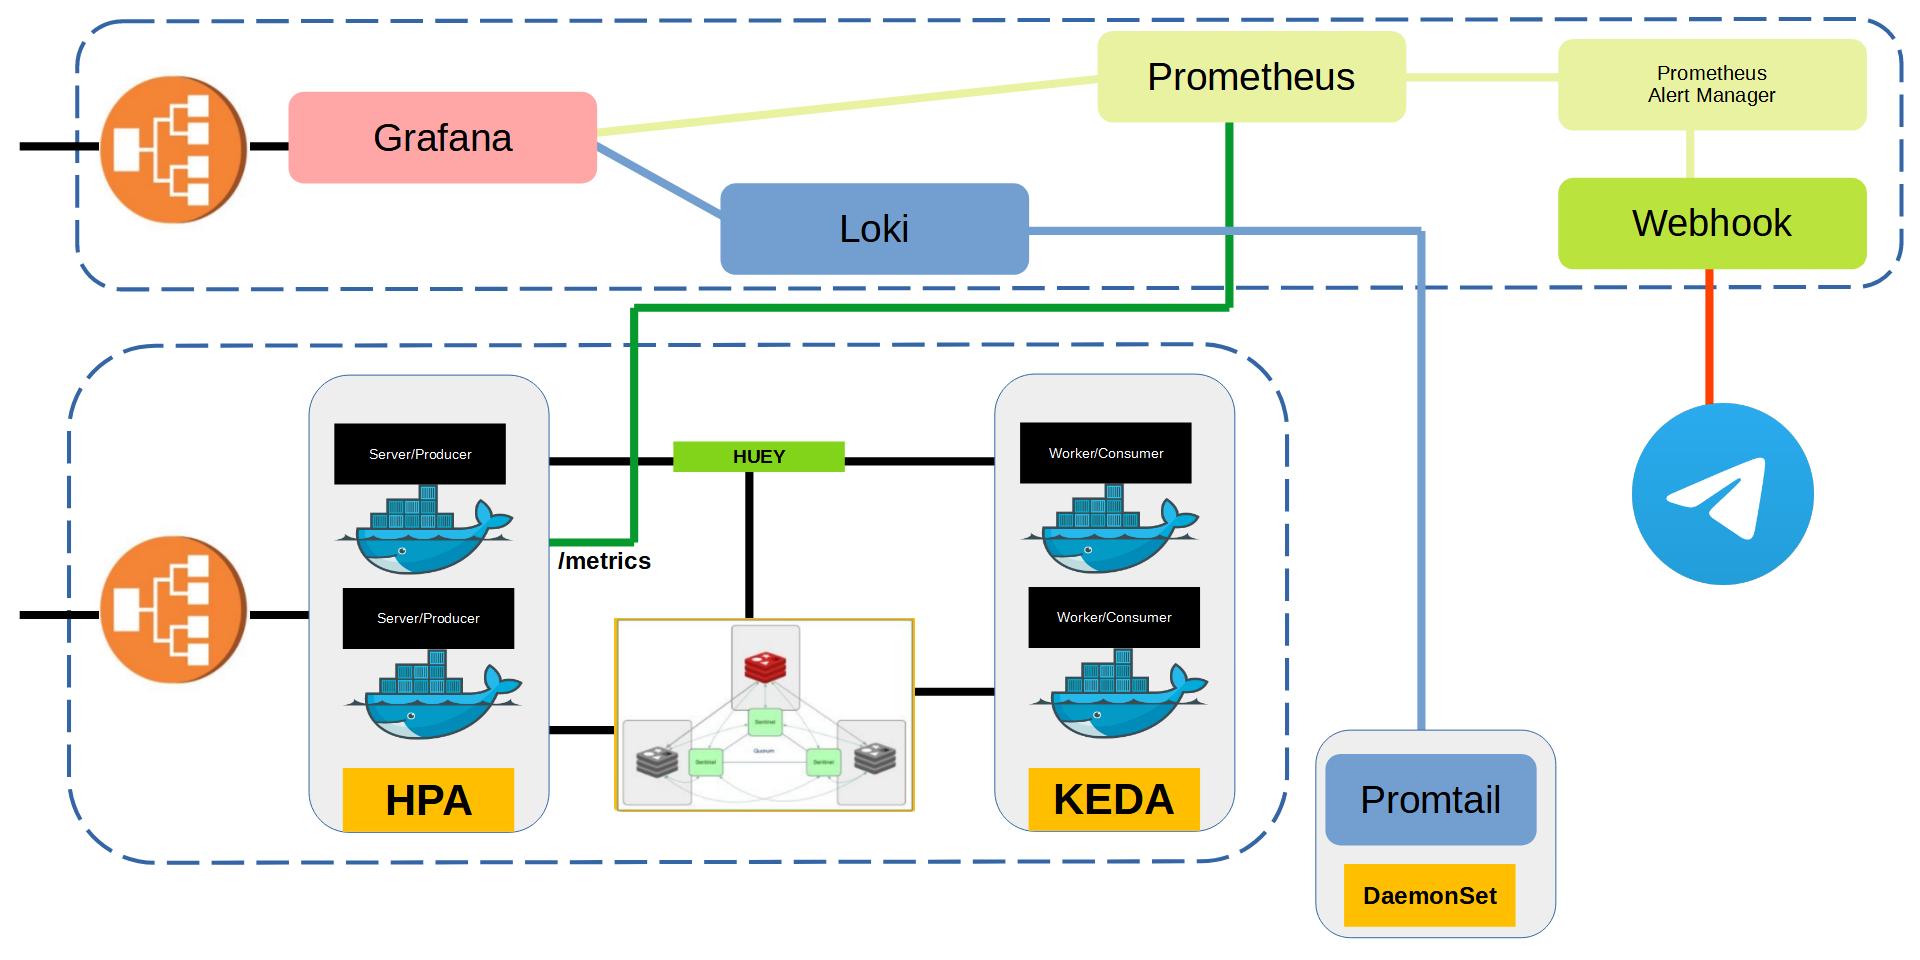 Prometheus
Prometheus
Alert Manager
Grafana
Loki
Webhook
Server/Producer
HUEY
Worker/Consumer
/metrics
Server/Producer
Worker/Consumer
Sentinel
Quorum
Sentinel
Sentinel
HPA
KEDA
Promtail
DaemonSet